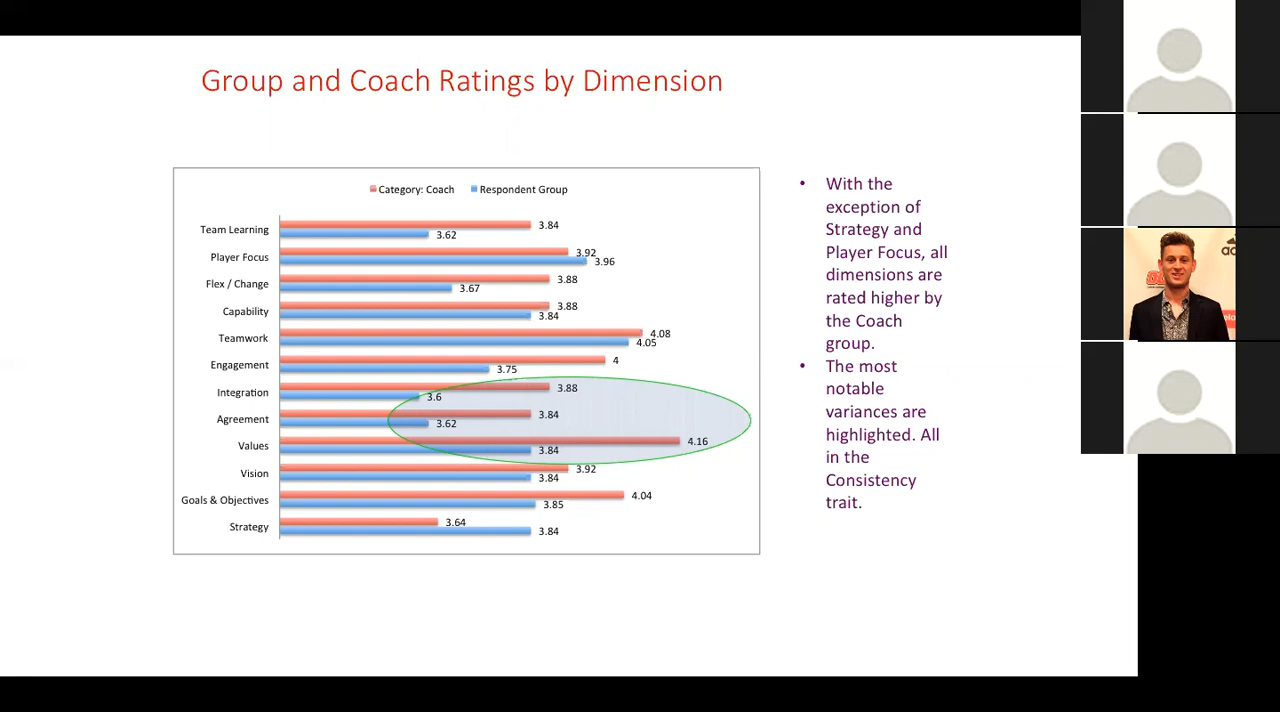 Group and Coach Ratings by Dimension
Category: Coach
Respondent Group
Team Learning
3.84
3.62
Player Focus
3.92
3.96
Flex / Change
3.88
3.67
Capability
3.88
3.84
Teamwork
4.08
4.05
Engagement
4
3.75
Integration
3.88
3.6
Agreement
3.84
3.62
Values
4.16
3.84
Vision
3.92
3.84
Goals & Objectives
4.04
3.85
Strategy
3.64
3.84
• With the
exception of
Strategy and
Player Focus, all
dimensions are
rated higher by
the Coach
group.
• The most
notable
variances are
highlighted. All
in the
Consistency
trait.